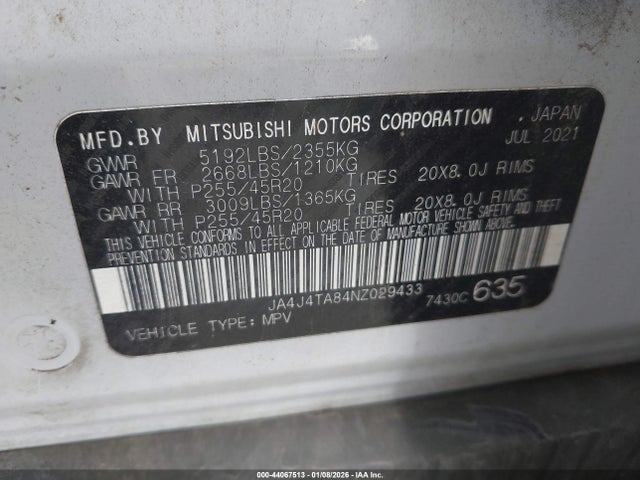 MFD.BY MITSUBISHI MOTORS CORPORATION . JAPAN
JUL 2021
GVWR 5192LBS/2355KG
GAWR FR 2668LBS/1210KG
WITH P255/45R20 TIRES 20X8.0J RIMS
GAWR RR 3009LBS/1365KG
WITH P255/45R20 TIRES 20X8.0J RIMS
THIS VEHICLE CONFORMS TO ALL APPLICABLE FEDERAL MOTOR VEHICLE SAFETY AND THEFT
PREVENTION STANDARDS IN EFFECT ON THE DATE OF MANUFACTURE SHOWN ABOVE.
JA4J4TA84NZ029433 7430C 635
VEHICLE TYPE: MPV
000-44067513 - 01/08/2026 - IAA Inc.